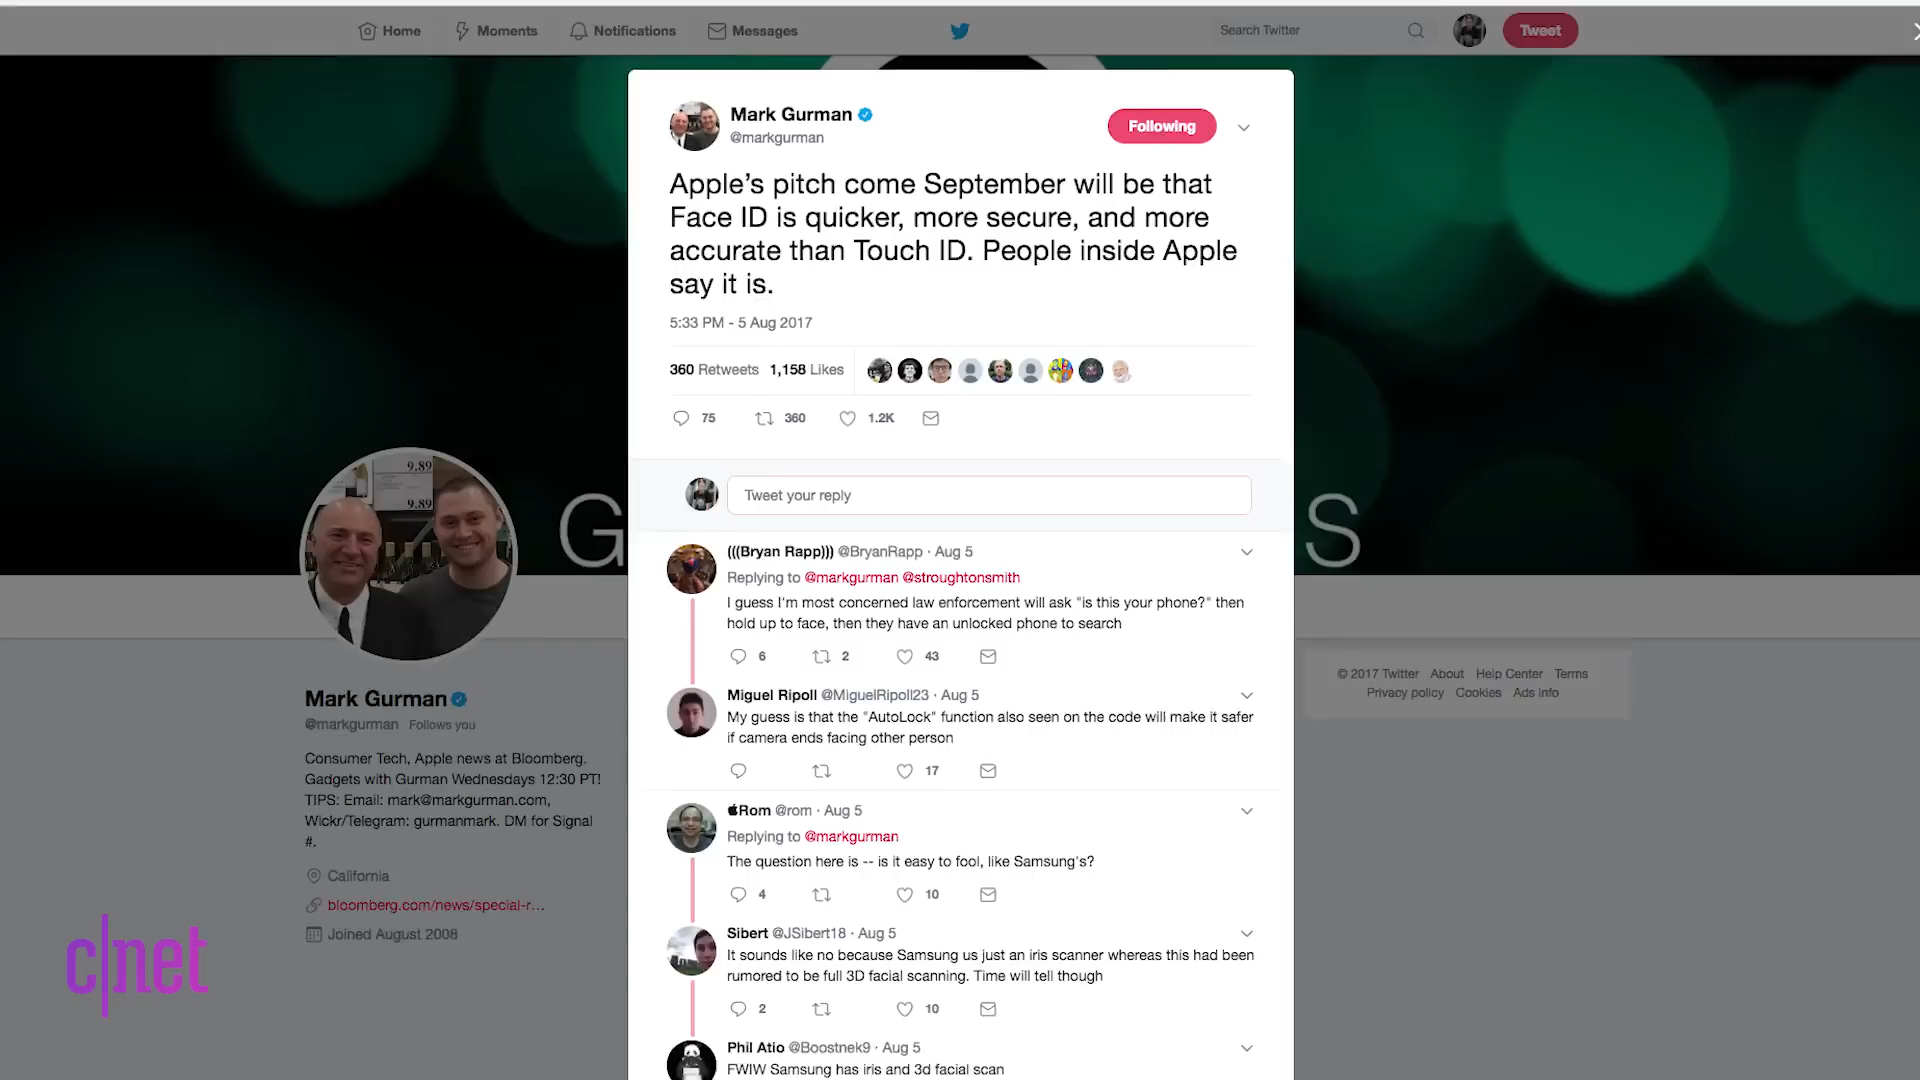 Home
Moments
Notifications
Messages
Search Twitter
Tweet
Mark Gurman
@markgurman
Following
Apple’s pitch come September will be that
Face ID is quicker, more secure, and more
accurate than Touch ID. People inside Apple
say it is.
5:33 PM - 5 Aug 2017
360 Retweets 1,158 Likes
75 360 1.2K
Tweet your reply
G
S
9.89
9.89
(((Bryan Rapp))) @BryanRapp · Aug 5
Replying to @markgurman @stroughtonsmith
I guess I'm most concerned law enforcement will ask "is this your phone?" then
hold up to face, then they have an unlocked phone to search
6 2 43
Miguel Ripoll @MiguelRipoll23 · Aug 5
My guess is that the "AutoLock" function also seen on the code will make it safer
if camera ends facing other person
17
Rom @rom · Aug 5
Replying to @markgurman
The question here is -- is it easy to fool, like Samsung's?
4 10
Sibert @JSibert18 · Aug 5
It sounds like no because Samsung us just an iris scanner whereas this had been
rumored to be full 3D facial scanning. Time will tell though
2 10
Phil Atio @Boostnek9 · Aug 5
FWIW Samsung has iris and 3d facial scan
Mark Gurman
@markgurman Follows you
Consumer Tech, Apple news at Bloomberg.
Gadgets with Gurman Wednesdays 12:30 PT!
TIPS: Email: mark@markgurman.com,
Wickr/Telegram: gurmanmark. DM for Signal
#.
California
bloomberg.com/news/special-r...
Joined August 2008
© 2017 Twitter About Help Center Terms
Privacy policy Cookies Ads info
c|net